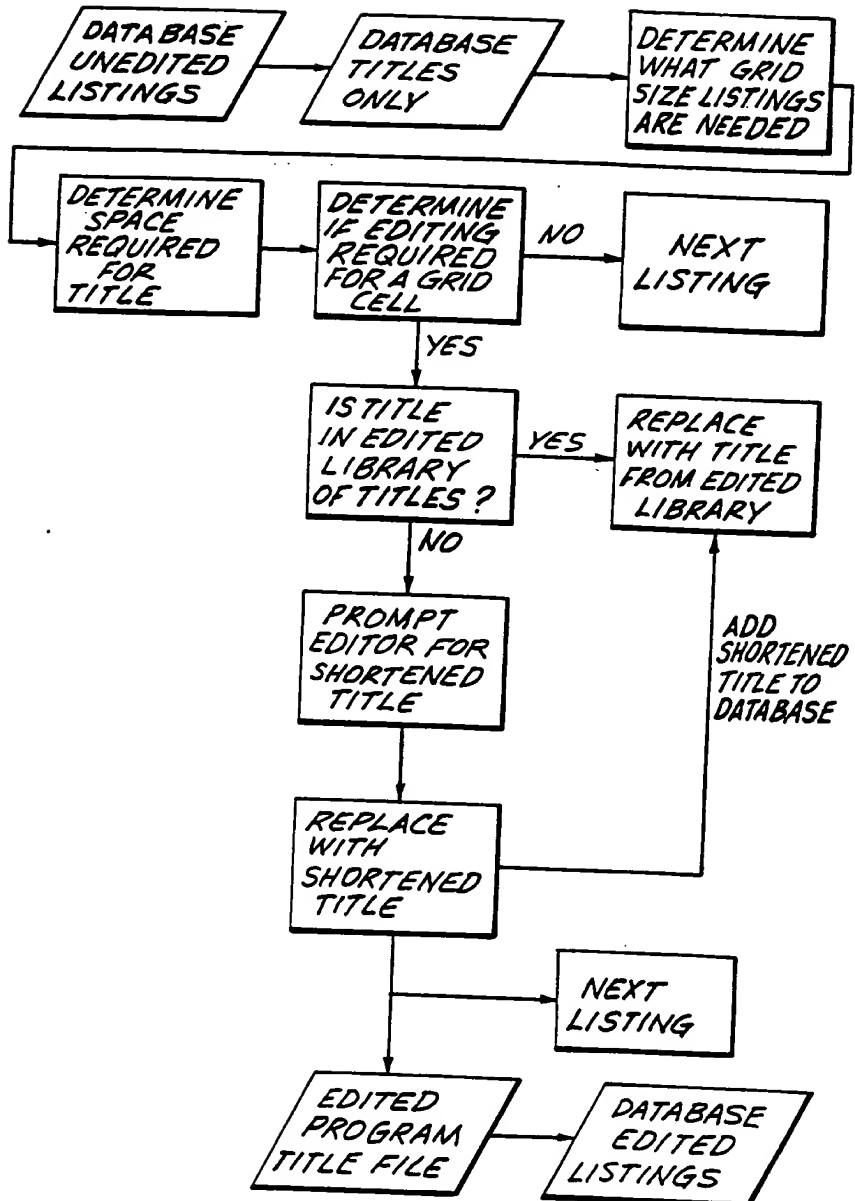 DATABASE
UNEDITED
LISTINGS
DATABASE
TITLES
ONLY
DETERMINE
WHAT GRID
SIZE LISTINGS
ARE NEEDED
DETERMINE
SPACE
REQUIRED
FOR
TITLE
DETERMINE
IF EDITING
REQUIRED
FOR A GRID
CELL
NO
NEXT
LISTING
YES
IS TITLE
IN EDITED
LIBRARY
OF TITLES?
YES
REPLACE
WITH TITLE
FROM EDITED
LIBRARY
NO
PROMPT
EDITOR FOR
SHORTENED
TITLE
ADD
SHORTENED
TITLE TO
DATABASE
REPLACE
WITH
SHORTENED
TITLE
NEXT
LISTING
EDITED
PROGRAM
TITLE FILE
DATABASE
EDITED
LISTINGS